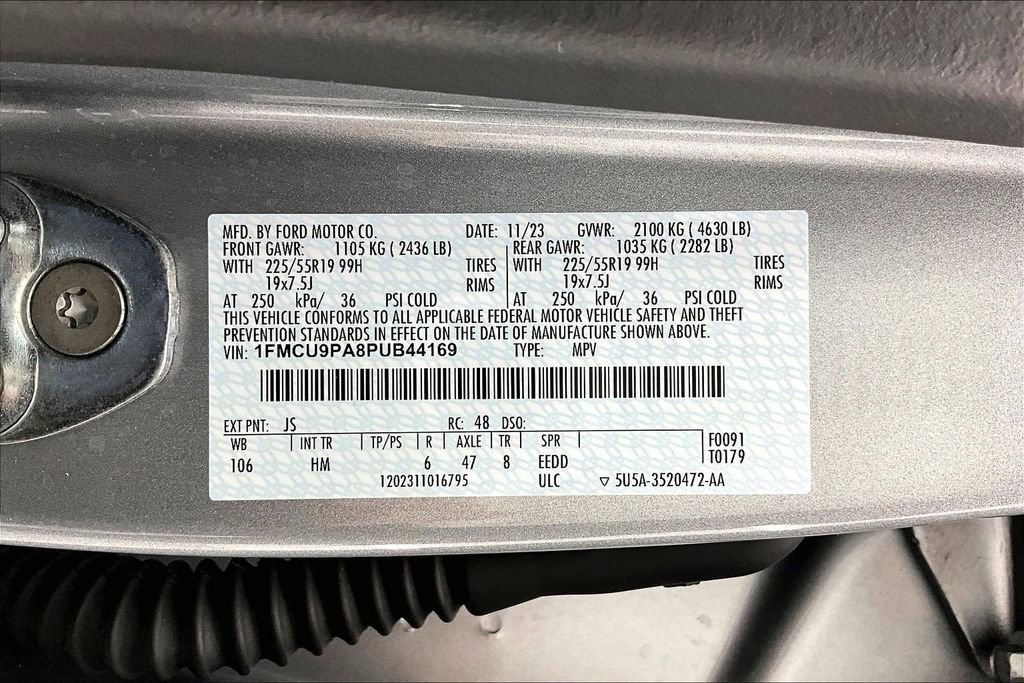 MFD. BY FORD MOTOR CO. DATE: 11/23 GVWR: 2100 KG ( 4630 LB)
FRONT GAWR: 1105 KG ( 2436 LB) REAR GAWR: 1035 KG ( 2282 LB)
WITH 225/55R19 99H TIRES WITH 225/55R19 99H TIRES
19x7.5J RIMS 19x7.5J RIMS
AT 250 kPa/ 36 PSI COLD AT 250 kPa/ 36 PSI COLD
THIS VEHICLE CONFORMS TO ALL APPLICABLE FEDERAL MOTOR VEHICLE SAFETY AND THEFT
PREVENTION STANDARDS IN EFFECT ON THE DATE OF MANUFACTURE SHOWN ABOVE.
VIN: 1FMCU9PA8PUB44169 TYPE: MPV
EXT PNT: JS RC: 48 DSO:
WB INT TR TP/PS R AXLE TR SPR F0091
106 HM 6 47 8 EEDD T0179
1202311016795 ULC ▽ 5U5A-3520472-AA